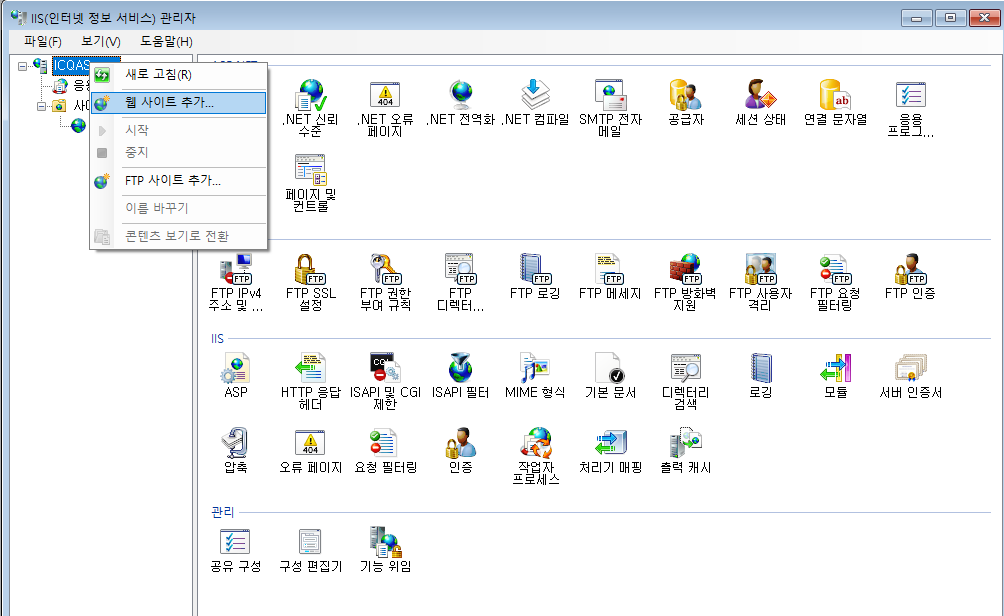 IIS(인터넷 정보 서비스) 관리자
파일(F) 보기(V) 도움말(H)
새로 고침(R)
웹 사이트 추가...
시작
중지
FTP 사이트 추가...
이름 바꾸기
콘텐츠 보기로 전환
.NET 신뢰 수준
.NET 오류 페이지
.NET 전역화
.NET 컴파일
SMTP 전자 메일
공급자
세션 상태
연결 문자열
응용 프로그...
페이지 및 컨트롤
FTP IPv4 주소 및 ...
FTP SSL 설정
FTP 권한 부여 규칙
FTP 디렉터...
FTP 로깅
FTP 메세지
FTP 방화벽 지원
FTP 사용자 격리
FTP 요청 필터링
FTP 인증
IIS
ASP
HTTP 응답 헤더
ISAPI 및 CGI 제한
ISAPI 필터
MIME 형식
기본 문서
디렉터리 검색
로깅
모듈
서버 인증서
압축
오류 페이지
요청 필터링
인증
작업자 프로세스
처리기 매핑
출력 캐시
관리
공유 구성
구성 편집기
기능 위임